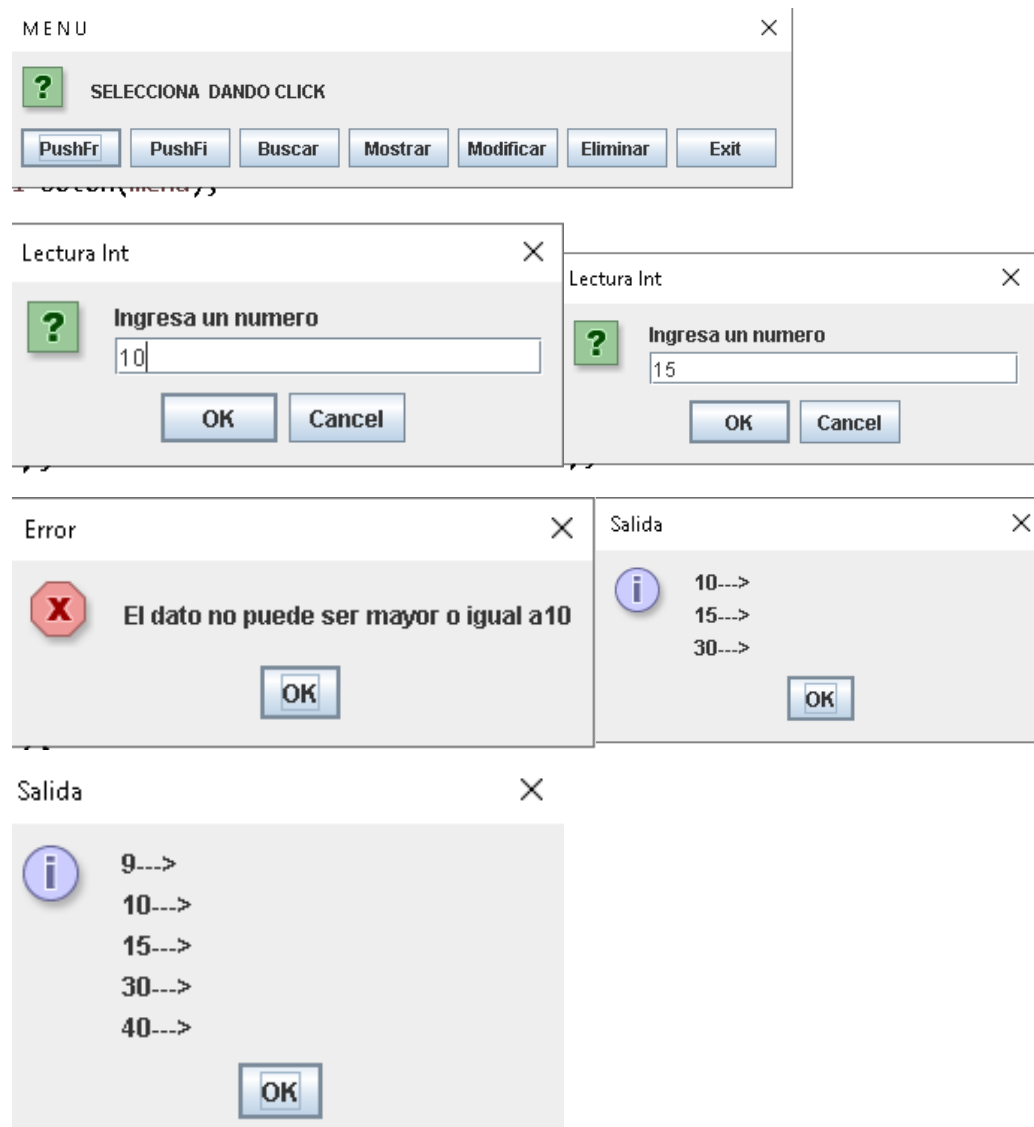 M E N U
SELECCIONA DANDO CLICK
PushFr PushFi Buscar Mostrar Modificar Eliminar Exit
Lectura Int
Ingresa un numero
10
OK Cancel
Lectura Int
Ingresa un numero
15
OK Cancel
Error
El dato no puede ser mayor o igual a10
OK
Salida
10--->
15--->
30--->
OK
Salida
9--->
10--->
15--->
30--->
40--->
OK